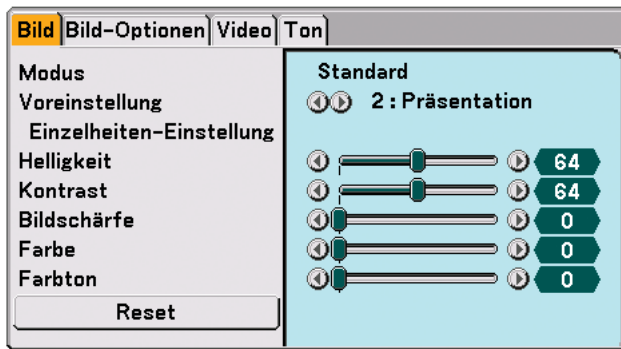 Bild Bild-Optionen Video Ton
Modus Standard
Voreinstellung 2 : Präsentation
Einzelheiten-Einstellung
Helligkeit 64
Kontrast 64
Bildschärfe 0
Farbe 0
Farbton 0
Reset